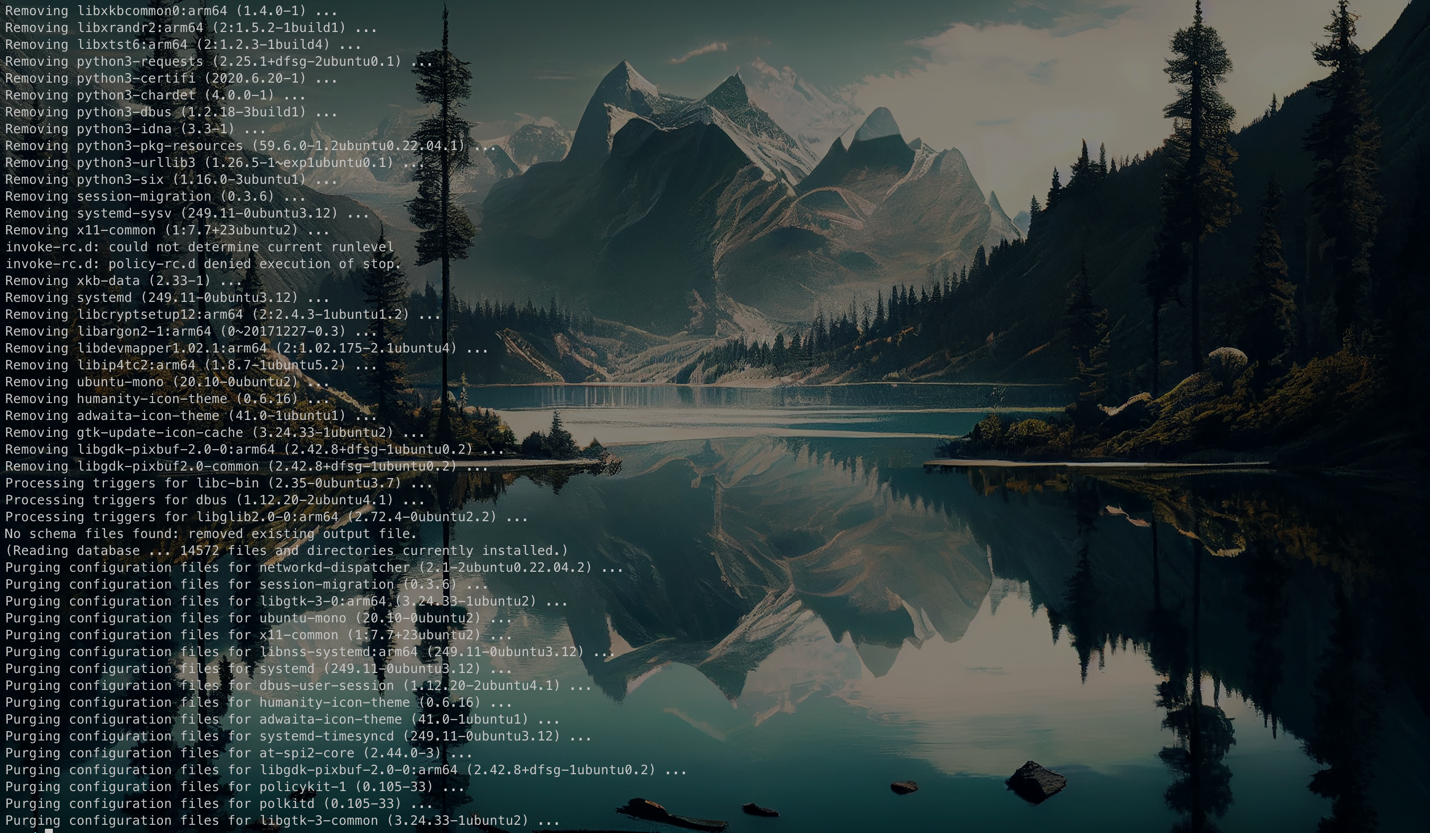 Removing libxkbcommon0:arm64 (1.4.0-1) ...
Removing libxrandr2:arm64 (2:1.5.2-1build1) ...
Removing libxtst6:arm64 (2:1.2.3-1build4) ...
Removing python3-requests (2.25.1+dfsg-2ubuntu0.1) ...
Removing python3-certifi (2020.6.20-1) ...
Removing python3-chardet (4.0.0-1) ...
Removing python3-dbus (1.2.18-3build1) ...
Removing python3-idna (3.3-1) ...
Removing python3-pkg-resources (59.6.0-1.2ubuntu0.22.04.1) ...
Removing python3-urllib3 (1.26.5-1~exp1ubuntu0.1) ...
Removing python3-six (1.16.0-3ubuntu1) ...
Removing session-migration (0.3.6) ...
Removing systemd-sysv (249.11-0ubuntu3.12) ...
Removing x11-common (1:7.7+23ubuntu2) ...
invoke-rc.d: could not determine current runlevel
invoke-rc.d: policy-rc.d denied execution of stop.
Removing xkb-data (2.33-1) ...
Removing systemd (249.11-0ubuntu3.12) ...
Removing libcryptsetup12:arm64 (2:2.4.3-1ubuntu1.2) ...
Removing libargon2-1:arm64 (0~20171227-0.3) ...
Removing libdevmapper1.02.1:arm64 (2:1.02.175-2.1ubuntu4) ...
Removing libip4tc2:arm64 (1.8.7-1ubuntu5.2) ...
Removing ubuntu-mono (20.10-0ubuntu2) ...
Removing humanity-icon-theme (0.6.16) ...
Removing adwaita-icon-theme (41.0-1ubuntu1) ...
Removing gtk-update-icon-cache (3.24.33-1ubuntu2) ...
Removing libgdk-pixbuf-2.0-0:arm64 (2.42.8+dfsg-1ubuntu0.2) ...
Removing libgdk-pixbuf2.0-common (2.42.8+dfsg-1ubuntu0.2) ...
Processing triggers for libc-bin (2.35-0ubuntu3.7) ...
Processing triggers for dbus (1.12.20-2ubuntu4.1) ...
Processing triggers for libglib2.0-0:arm64 (2.72.4-0ubuntu2.2) ...
No schema files found: removed existing output file.
(Reading database ... 14572 files and directories currently installed.)
Purging configuration files for networkd-dispatcher (2.1-2ubuntu0.22.04.2) ...
Purging configuration files for session-migration (0.3.6) ...
Purging configuration files for libgtk-3-0:arm64 (3.24.33-1ubuntu2) ...
Purging configuration files for ubuntu-mono (20.10-0ubuntu2) ...
Purging configuration files for x11-common (1:7.7+23ubuntu2) ...
Purging configuration files for libnss-systemd:arm64 (249.11-0ubuntu3.12) ...
Purging configuration files for systemd (249.11-0ubuntu3.12) ...
Purging configuration files for dbus-user-session (1.12.20-2ubuntu4.1) ...
Purging configuration files for humanity-icon-theme (0.6.16) ...
Purging configuration files for adwaita-icon-theme (41.0-1ubuntu1) ...
Purging configuration files for systemd-timesyncd (249.11-0ubuntu3.12) ...
Purging configuration files for at-spi2-core (2.44.0-3) ...
Purging configuration files for libgdk-pixbuf-2.0-0:arm64 (2.42.8+dfsg-1ubuntu0.2) ...
Purging configuration files for policykit-1 (0.105-33) ...
Purging configuration files for polkitd (0.105-33) ...
Purging configuration files for libgtk-3-common (3.24.33-1ubuntu2) ...